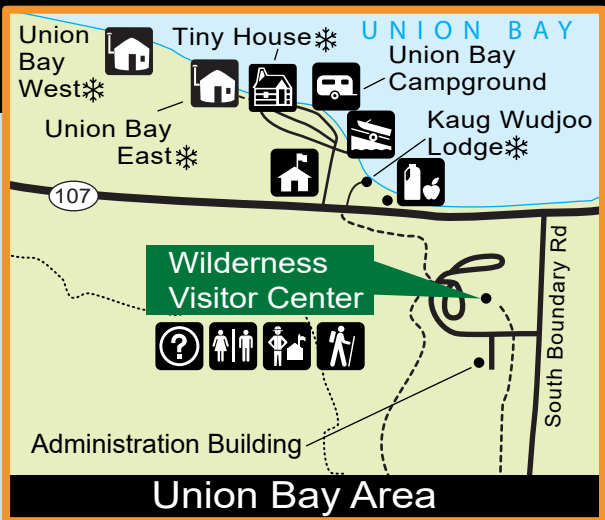 Union
Bay
West❄
Tiny House❄
UNION BAY
Union Bay
Campground
Union Bay
East❄
Kaug Wudjoo
Lodge❄
107
Wilderness
Visitor Center
?
South Boundary Rd
Administration Building
Union Bay Area